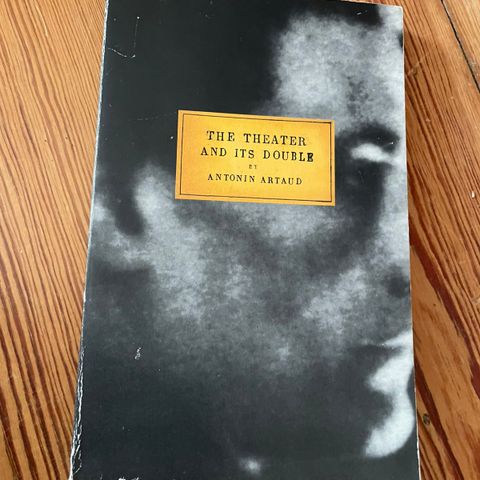 THE THEATER
AND ITS DOUBLE
BY
ANTONIN ARTAUD